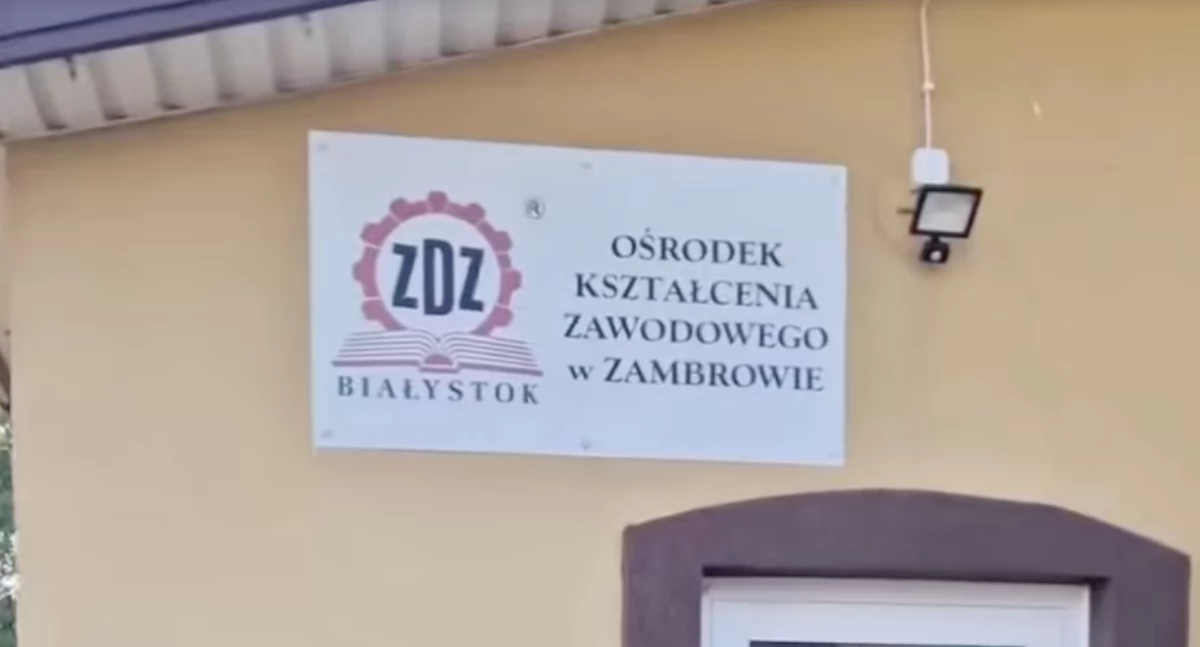 ZDZ
®
BIAŁYSTOK
OŚRODEK
KSZTAŁCENIA
ZAWODOWEGO
w ZAMBROWIE